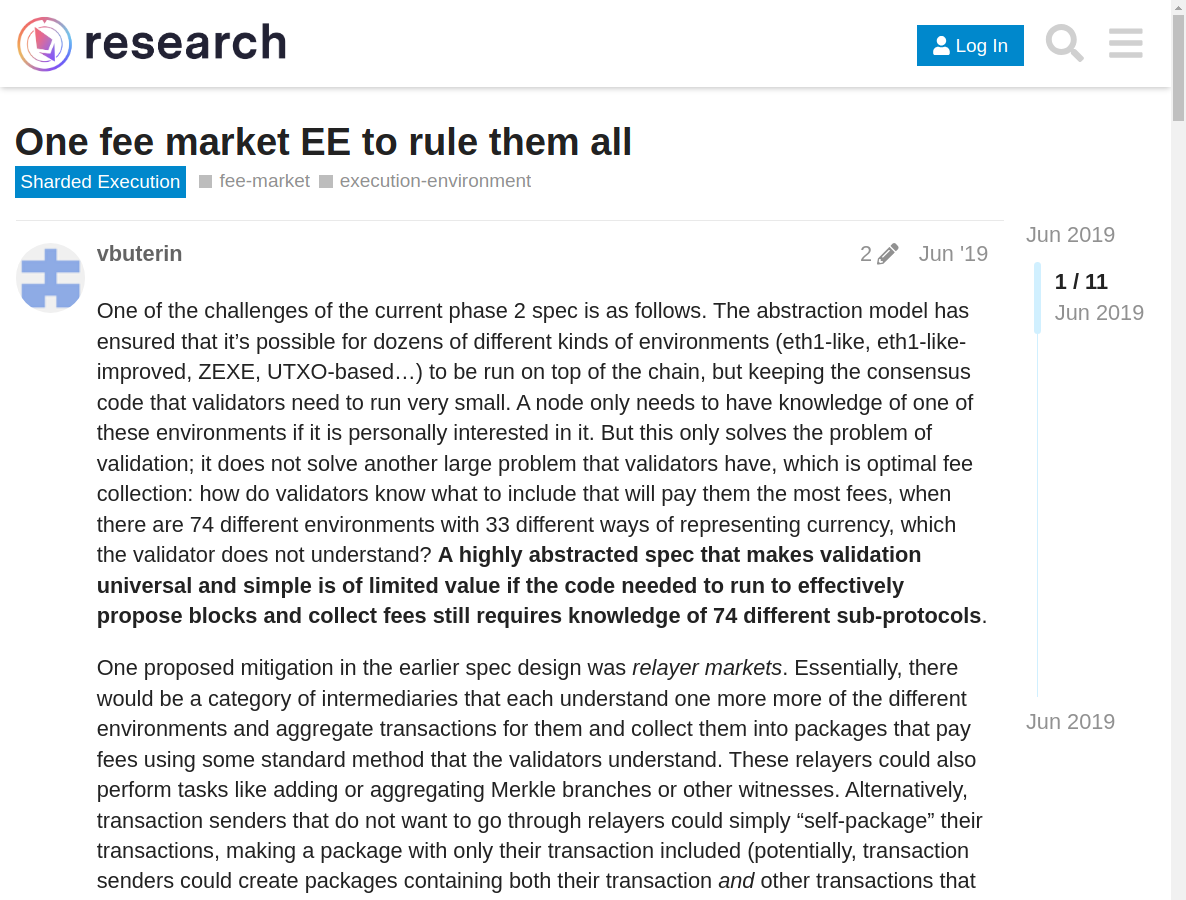 research
Log In
One fee market EE to rule them all
Sharded Execution
fee-market
execution-environment
vbuterin
2
Jun '19
Jun 2019
1 / 11
Jun 2019
One of the challenges of the current phase 2 spec is as follows. The abstraction model has
ensured that it’s possible for dozens of different kinds of environments (eth1-like, eth1-like-
improved, ZEXE, UTXO-based…) to be run on top of the chain, but keeping the consensus
code that validators need to run very small. A node only needs to have knowledge of one of
these environments if it is personally interested in it. But this only solves the problem of
validation; it does not solve another large problem that validators have, which is optimal fee
collection: how do validators know what to include that will pay them the most fees, when
there are 74 different environments with 33 different ways of representing currency, which
the validator does not understand? A highly abstracted spec that makes validation
universal and simple is of limited value if the code needed to run to effectively
propose blocks and collect fees still requires knowledge of 74 different sub-protocols.
One proposed mitigation in the earlier spec design was relayer markets. Essentially, there
would be a category of intermediaries that each understand one more more of the different
environments and aggregate transactions for them and collect them into packages that pay
fees using some standard method that the validators understand. These relayers could also
perform tasks like adding or aggregating Merkle branches or other witnesses. Alternatively,
transaction senders that do not want to go through relayers could simply “self-package” their
transactions, making a package with only their transaction included (potentially, transaction
senders could create packages containing both their transaction and other transactions that
Jun 2019